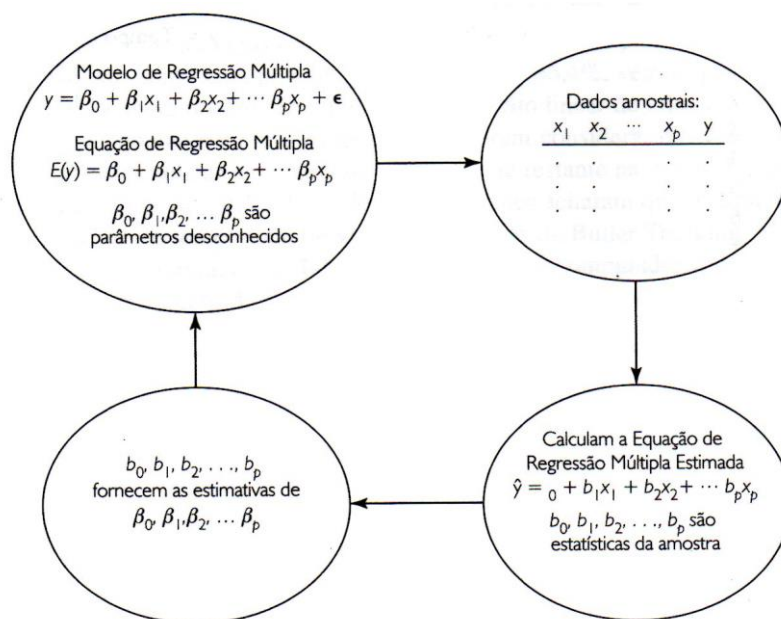 Modelo de Regressão Múltipla
y = β₀ + β₁x₁ + β₂x₂ + ⋯ βₚxₚ + ϵ
Equação de Regressão Múltipla
E(y) = β₀ + β₁x₁ + β₂x₂ + ⋯ βₚxₚ
β₀, β₁,β₂, … βₚ são
parâmetros desconhecidos
Dados amostrais:
x₁ x₂ ⋯ xₚ y
. . . .
. . . .
. . . .
Calculam a Equação de
Regressão Múltipla Estimada
ŷ = ₀ + b₁x₁ + b₂x₂ + ⋯ bₚxₚ
b₀, b₁, b₂, . . ., bₚ são
estatísticas da amostra
b₀, b₁, b₂, . . ., bₚ
fornecem as estimativas de
β₀, β₁,β₂, … βₚ